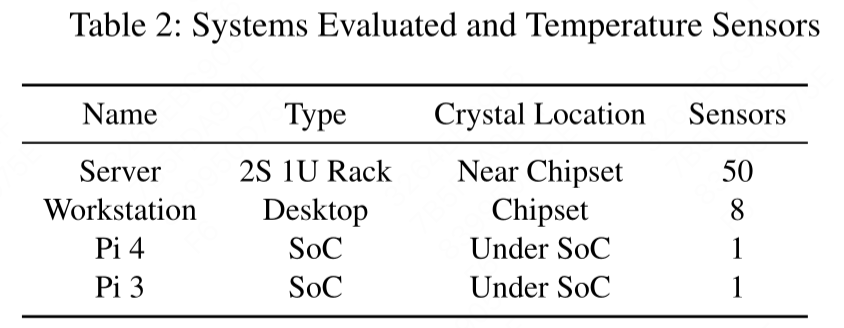 Table 2: Systems Evaluated and Temperature Sensors
Name Type Crystal Location Sensors
Server 2S 1U Rack Near Chipset 50
Workstation Desktop Chipset 8
Pi 4 SoC Under SoC 1
Pi 3 SoC Under SoC 1